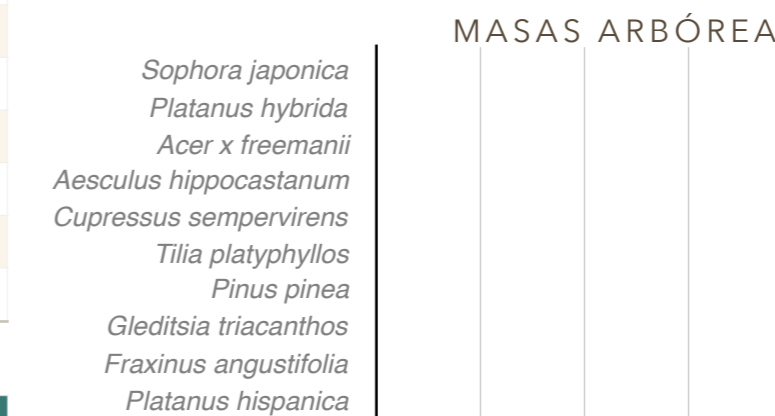 MASAS ARBÓREA
Sophora japonica
Platanus hybrida
Acer x freemanii
Aesculus hippocastanum
Cupressus sempervirens
Tilia platyphyllos
Pinus pinea
Gleditsia triacanthos
Fraxinus angustifolia
Platanus hispanica